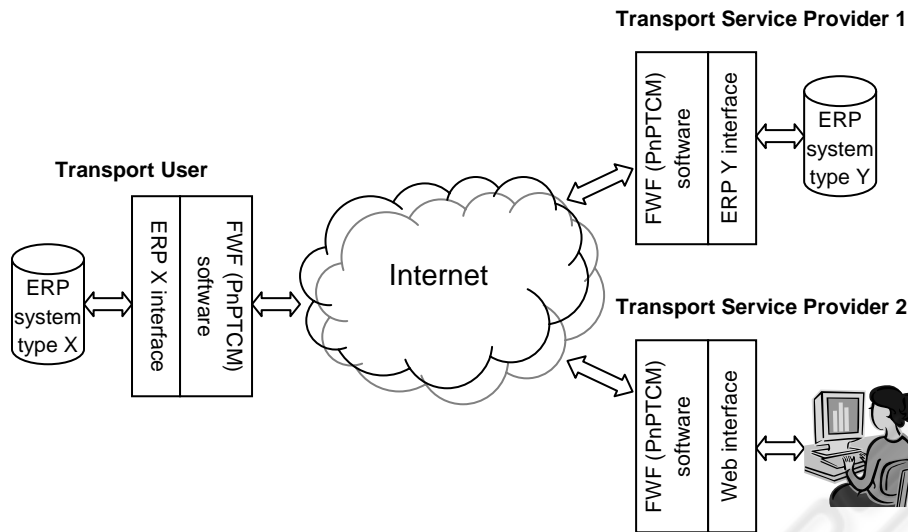 Transport Service Provider 1
FWF (PnPTCM)
software
ERP Y interface
ERP
system
type Y
Transport User
ERP
system
type X
ERP X interface
FWF (PnPTCM)
software
Internet
Transport Service Provider 2
FWF (PnPTCM)
software
Web interface